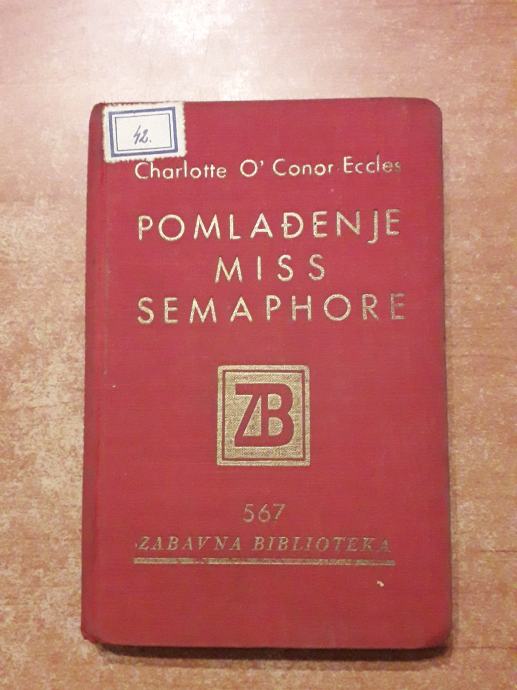 42.
Charlotte O' Conor Eccles
POMLAĐENJE
MISS
SEMAPHORE
ZB
567
ZABAVNA BIBLIOTEKA